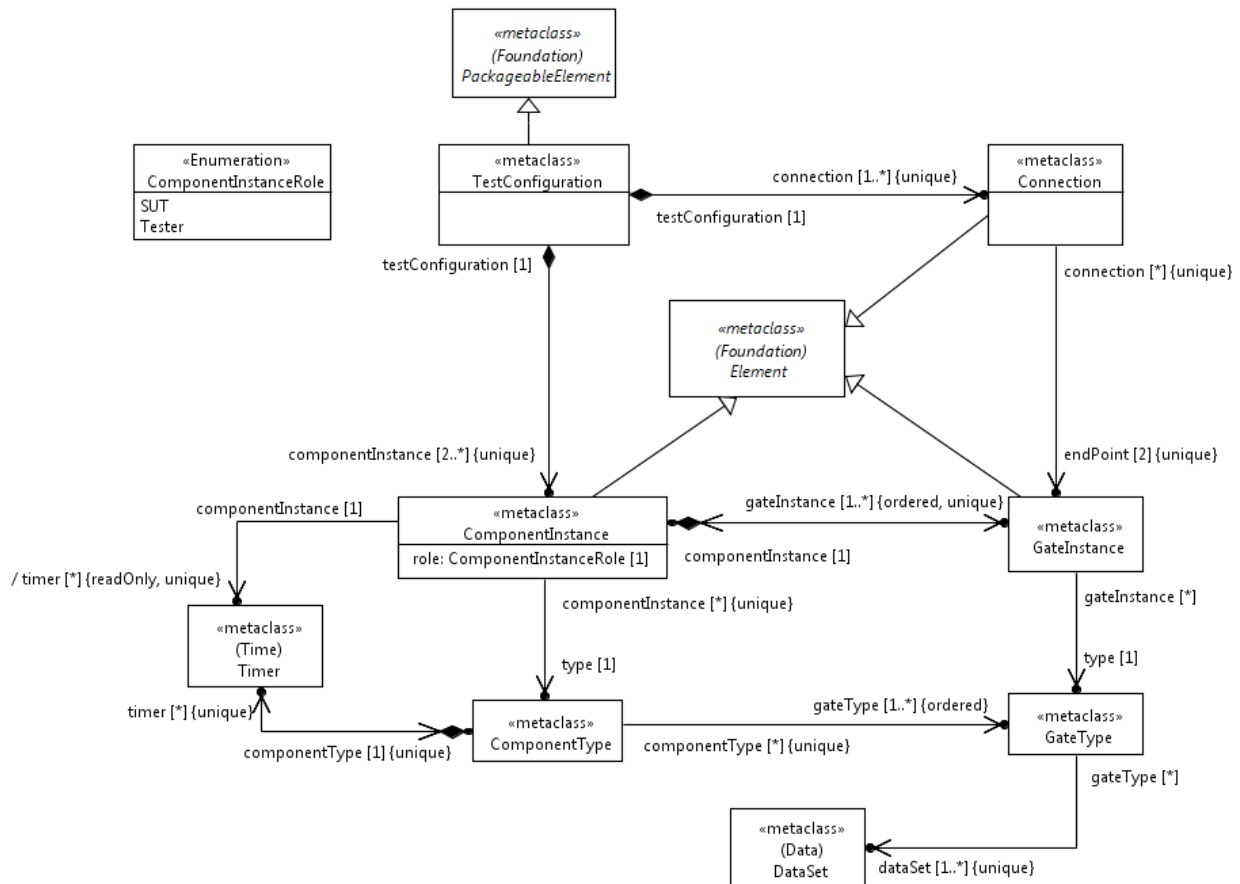 «metaclass»
(Foundation)
PackageableElement
«Enumeration»
ComponentInstanceRole
SUT
Tester
«metaclass»
TestConfiguration
connection [1..*] {unique}
testConfiguration [1]
«metaclass»
Connection
testConfiguration [1]
connection [*] {unique}
«metaclass»
(Foundation)
Element
componentInstance [2..*] {unique}
endPoint [2] {unique}
componentInstance [1]
«metaclass»
ComponentInstance
role: ComponentInstanceRole [1]
gateInstance [1..*] {ordered, unique}
componentInstance [1]
«metaclass»
GateInstance
/ timer [*] {readOnly, unique}
componentInstance [*] {unique}
gateInstance [*]
«metaclass»
(Time)
Timer
type [1]
type [1]
timer [*] {unique}
componentType [1] {unique}
«metaclass»
ComponentType
gateType [1..*] {ordered}
componentType [*] {unique}
«metaclass»
GateType
gateType [*]
«metaclass»
(Data)
DataSet
dataSet [1..*] {unique}